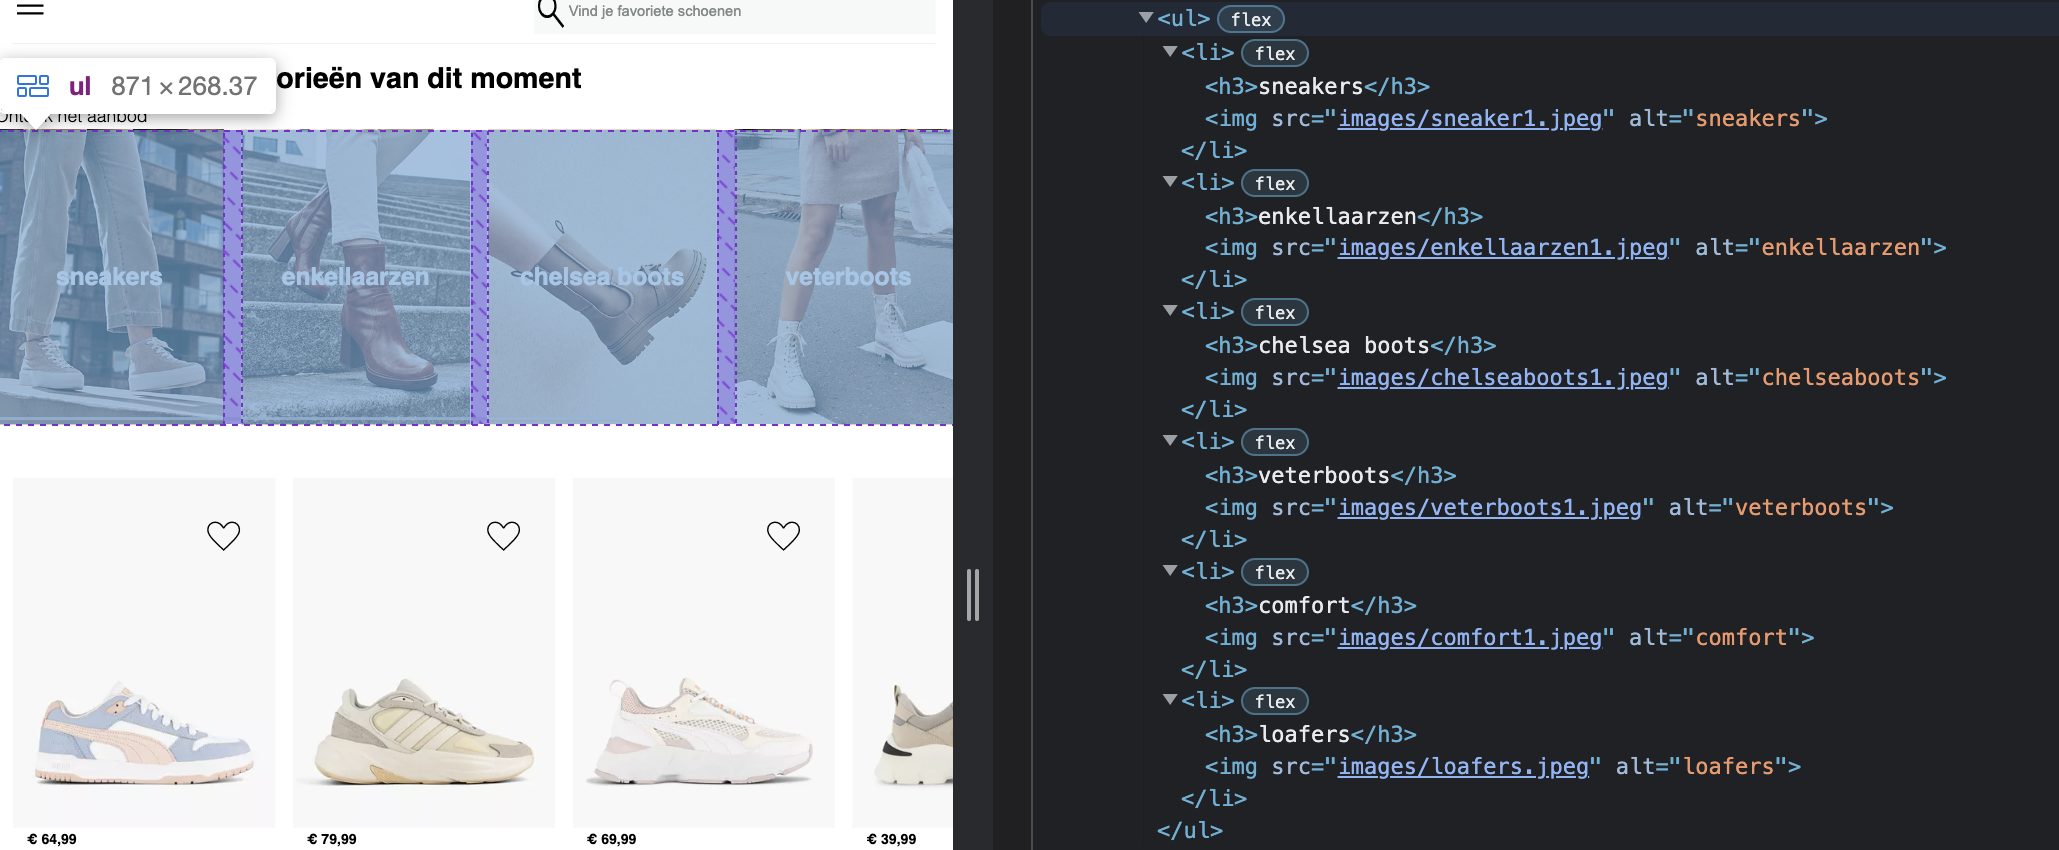 Vind je favoriete schoenen
orieën van dit moment
ul 871 × 268.37
het aanbod
sneakers
enkellaarzen
chelsea boots
veterboots
€ 64,99
€ 79,99
€ 69,99
€ 39,99
<ul> flex
<li> flex
<h3>sneakers</h3>
<img src="images/sneaker1.jpeg" alt="sneakers">
</li>
<li> flex
<h3>enkellaarzen</h3>
<img src="images/enkellaarzen1.jpeg" alt="enkellaarzen">
</li>
<li> flex
<h3>chelsea boots</h3>
<img src="images/chelseaboots1.jpeg" alt="chelseaboots">
</li>
<li> flex
<h3>veterboots</h3>
<img src="images/veterboots1.jpeg" alt="veterboots">
</li>
<li> flex
<h3>comfort</h3>
<img src="images/comfort1.jpeg" alt="comfort">
</li>
<li> flex
<h3>loafers</h3>
<img src="images/loafers.jpeg" alt="loafers">
</li>
</ul>